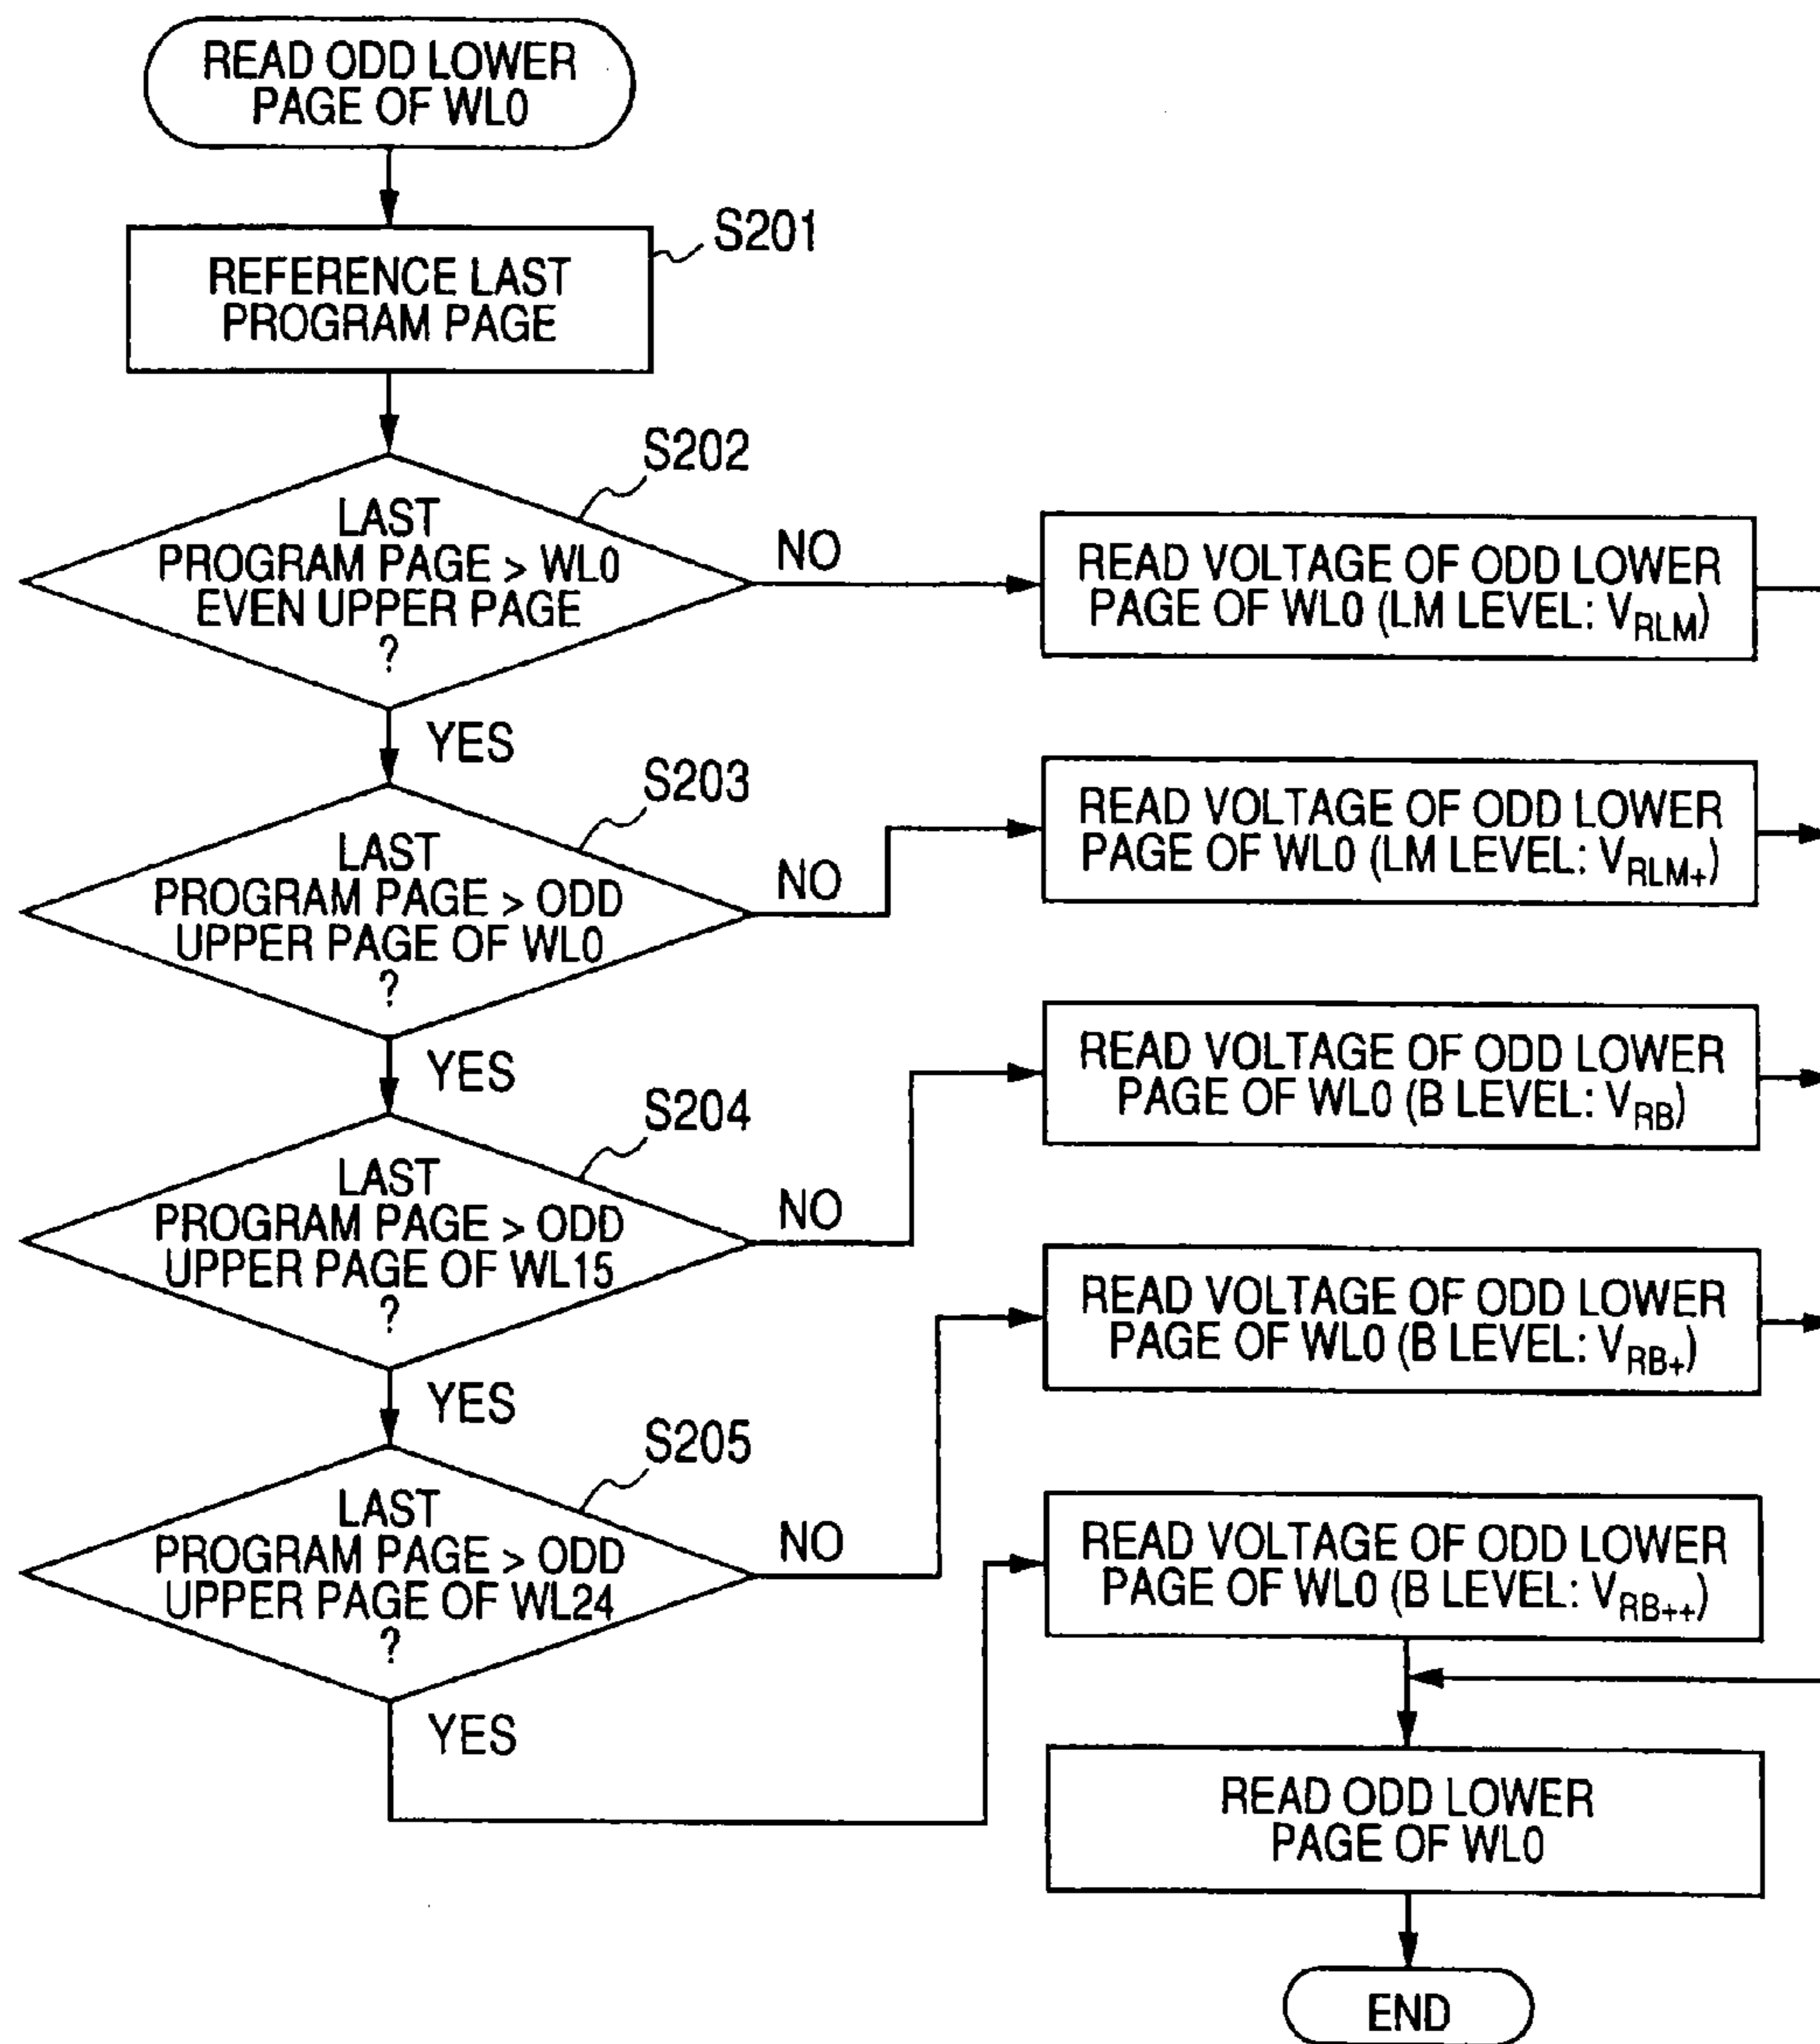 READ ODD LOWER
PAGE OF WL0
S201
REFERENCE LAST
PROGRAM PAGE
S202
LAST
PROGRAM PAGE > WL0
EVEN UPPER PAGE
?
NO
READ VOLTAGE OF ODD LOWER
PAGE OF WL0 (LM LEVEL: VRLM)
YES
S203
LAST
PROGRAM PAGE > ODD
UPPER PAGE OF WL0
?
NO
READ VOLTAGE OF ODD LOWER
PAGE OF WL0 (LM LEVEL: VRLM+)
YES
S204
LAST
PROGRAM PAGE > ODD
UPPER PAGE OF WL15
?
NO
READ VOLTAGE OF ODD LOWER
PAGE OF WL0 (B LEVEL: VRB)
YES
S205
LAST
PROGRAM PAGE > ODD
UPPER PAGE OF WL24
?
NO
READ VOLTAGE OF ODD LOWER
PAGE OF WL0 (B LEVEL: VRB+)
YES
READ VOLTAGE OF ODD LOWER
PAGE OF WL0 (B LEVEL: VRB++)
READ ODD LOWER
PAGE OF WL0
END